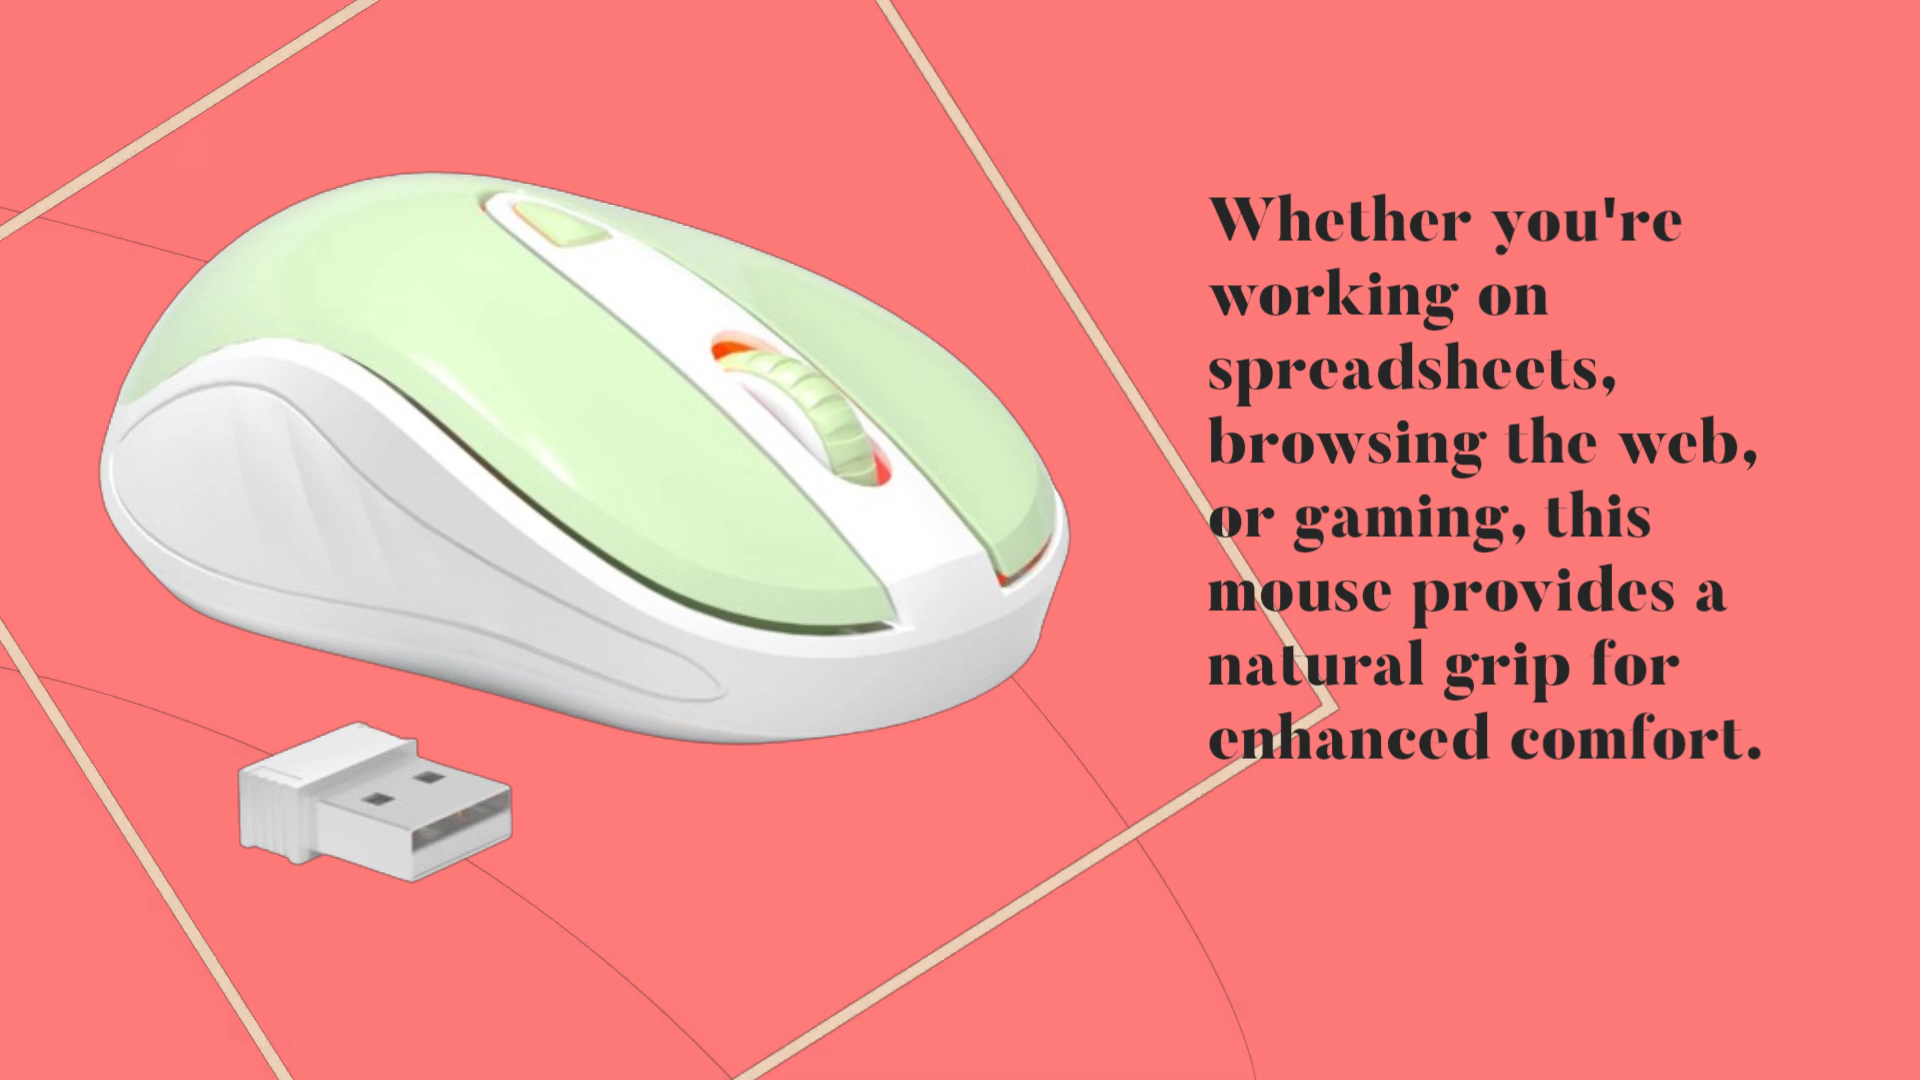 Whether you're
working on
spreadsheets,
browsing the web,
or gaming, this
mouse provides a
natural grip for
enhanced comfort.